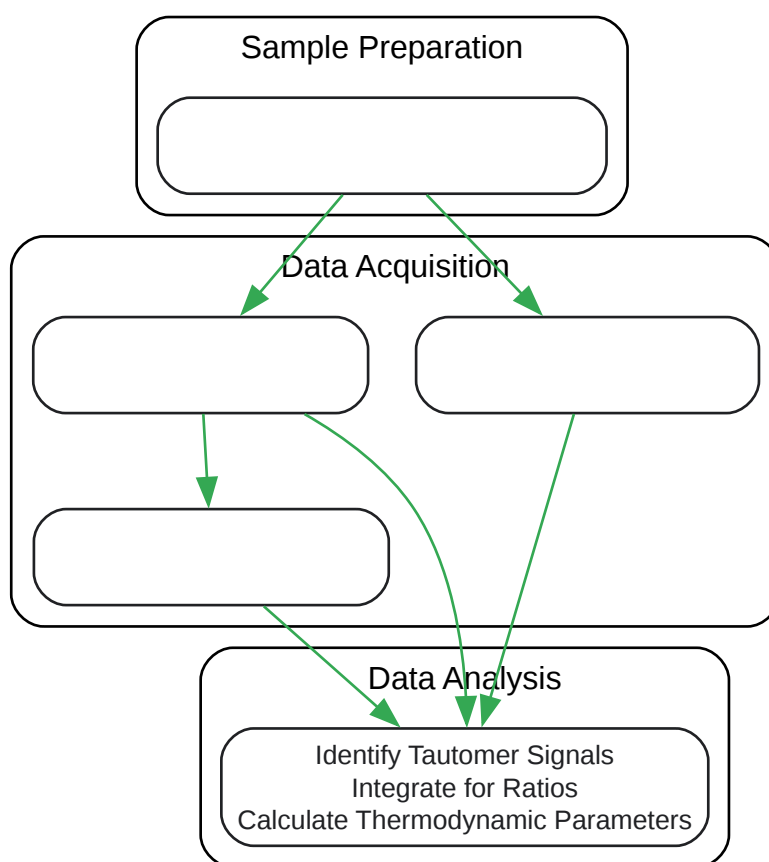 Sample Preparation
Data Acquisition
Data Analysis
Identify Tautomer Signals
Integrate for Ratios
Calculate Thermodynamic Parameters